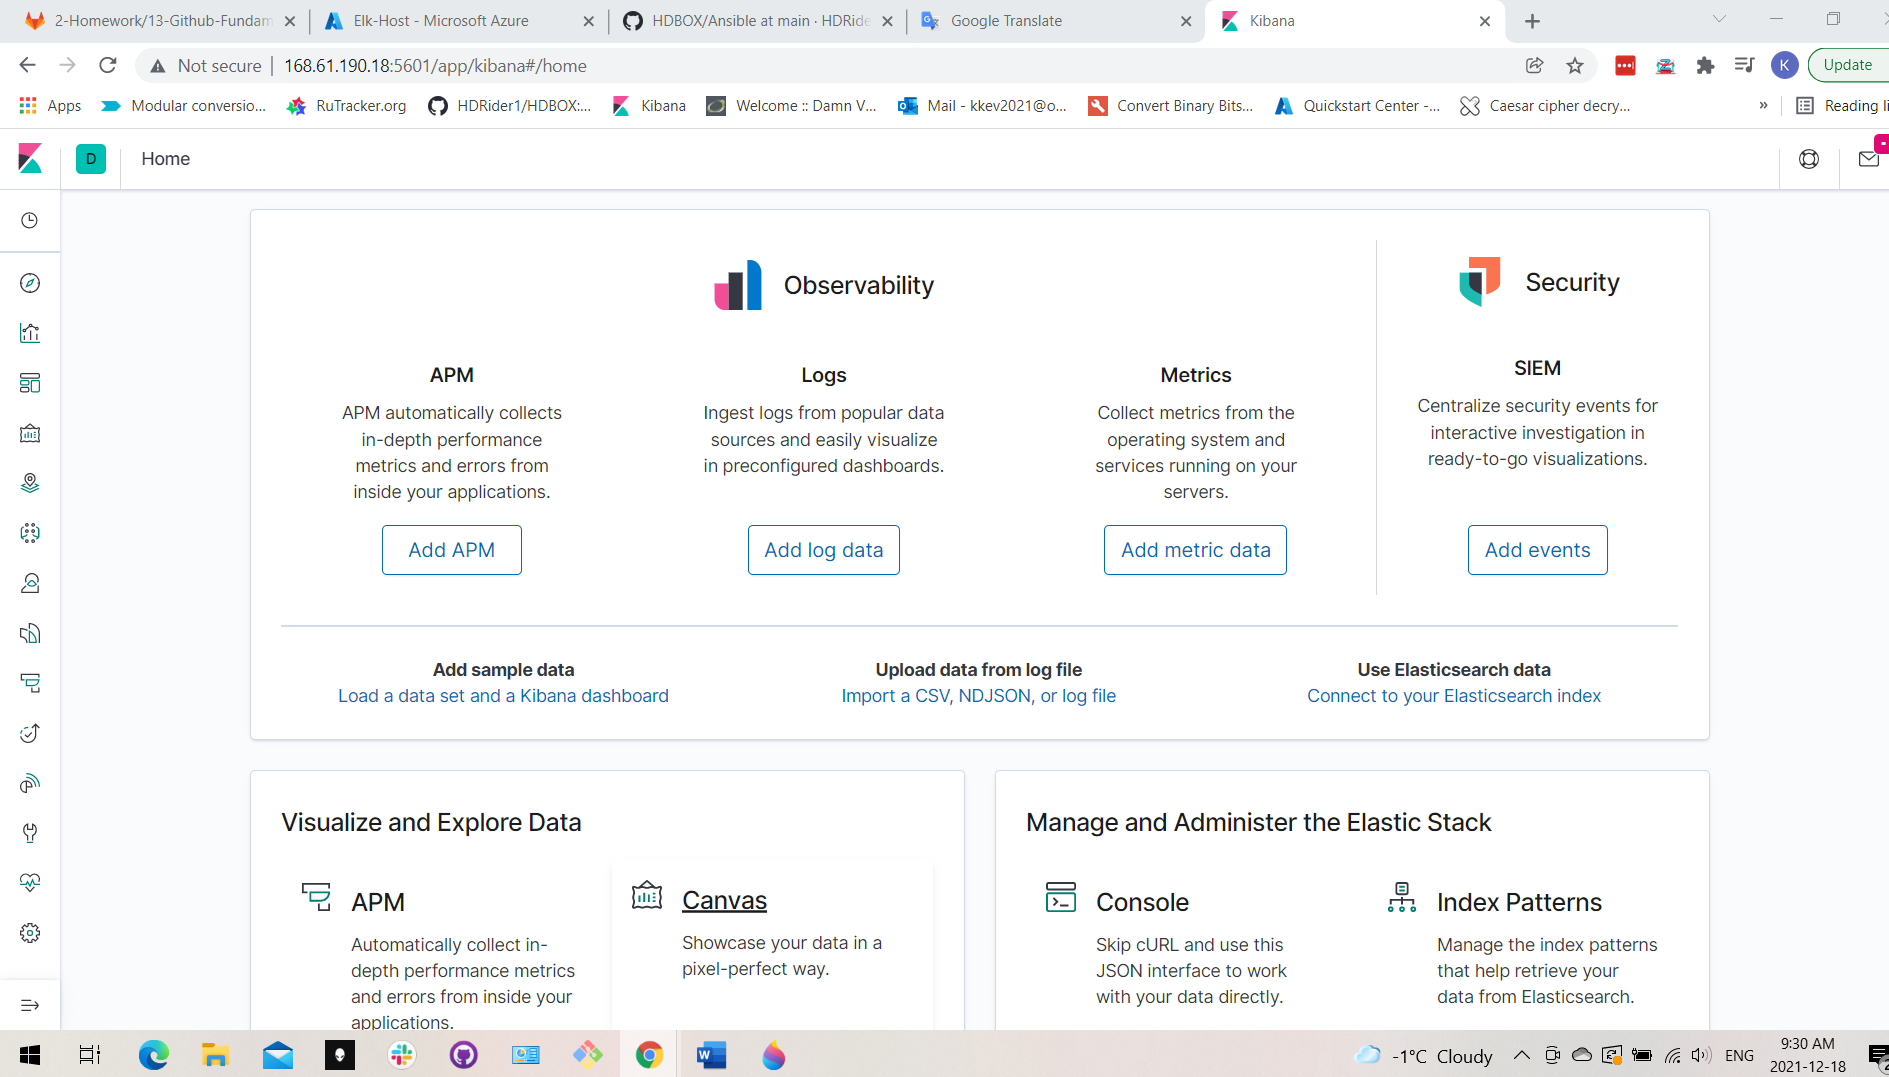 2-Homework/13-Github-Fundam
Elk-Host - Microsoft Azure
HDBOX/Ansible at main · HDRide
Google Translate
Kibana
Not secure
168.61.190.18:5601/app/kibana#/home
K
Update
Apps
Modular conversio...
RuTracker.org
HDRider1/HDBOX:...
Kibana
Welcome :: Damn V...
Mail - kkev2021@o...
Convert Binary Bits...
Quickstart Center -...
Caesar cipher decry...
»
Reading li
D
Home
Observability
Security
APM
APM automatically collects
in-depth performance
metrics and errors from
inside your applications.
Add APM
Logs
Ingest logs from popular data
sources and easily visualize
in preconfigured dashboards.
Add log data
Metrics
Collect metrics from the
operating system and
services running on your
servers.
Add metric data
SIEM
Centralize security events for
interactive investigation in
ready-to-go visualizations.
Add events
Add sample data
Load a data set and a Kibana dashboard
Upload data from log file
Import a CSV, NDJSON, or log file
Use Elasticsearch data
Connect to your Elasticsearch index
Visualize and Explore Data
APM
Automatically collect in-
depth performance metrics
and errors from inside your
applications.
Canvas
Showcase your data in a
pixel-perfect way.
Manage and Administer the Elastic Stack
Console
Skip cURL and use this
JSON interface to work
with your data directly.
Index Patterns
Manage the index patterns
that help retrieve your
data from Elasticsearch.
-1°C Cloudy
ENG
9:30 AM
2021-12-18